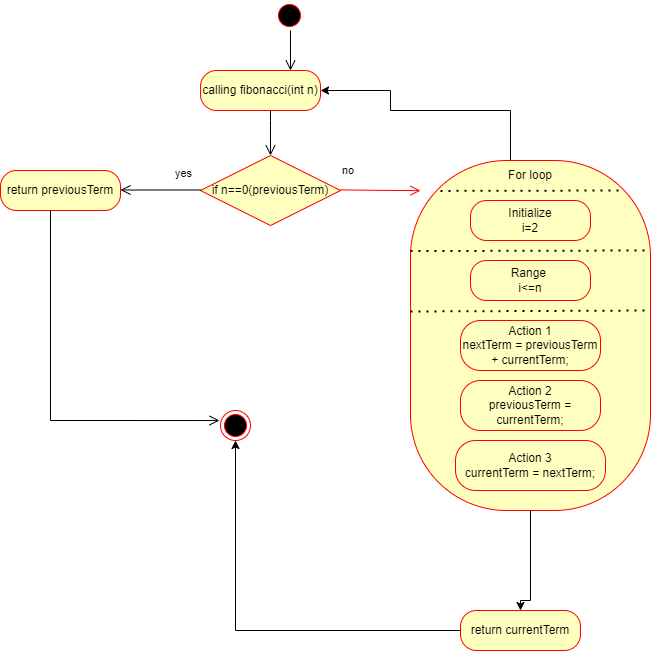 calling fibonacci(int n)
yes
if n==0(previousTerm)
no
return previousTerm
For loop
Initialize
i=2
Range
i<=n
Action 1
nextTerm = previousTerm
+ currentTerm;
Action 2
previousTerm =
currentTerm;
Action 3
currentTerm = nextTerm;
return currentTerm